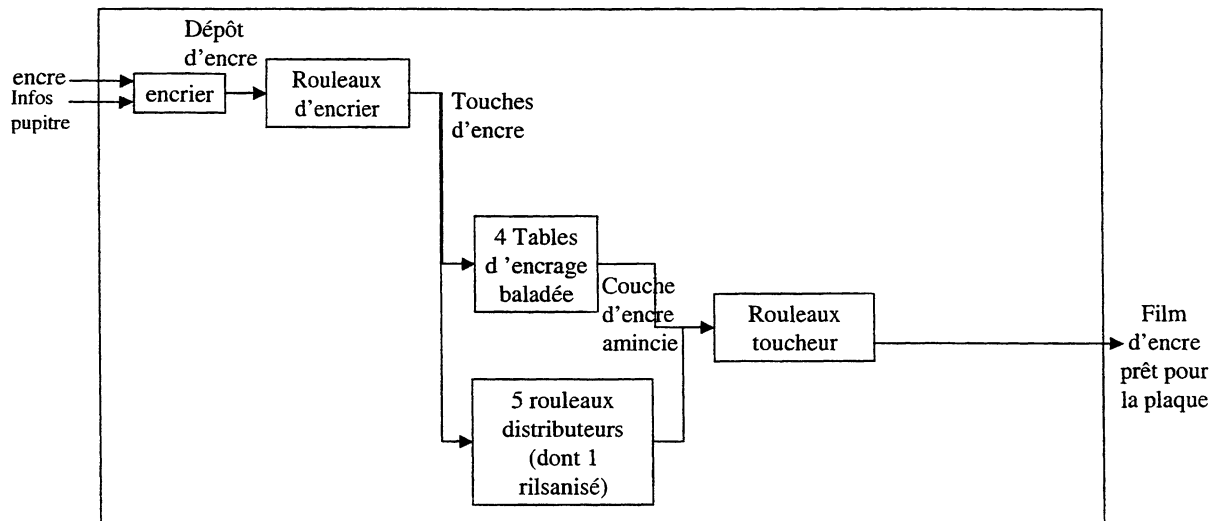 Dépôt
d'encre
encre
Infos
pupitre
encrier
Rouleaux
d'encrier
Touches
d'encre
4 Tables
d 'encrage
baladée
Couche
d'encre
amincie
5 rouleaux
distributeurs
(dont 1
rilsanisé)
Rouleaux
toucheur
Film
d'encre
prêt pour
la plaque